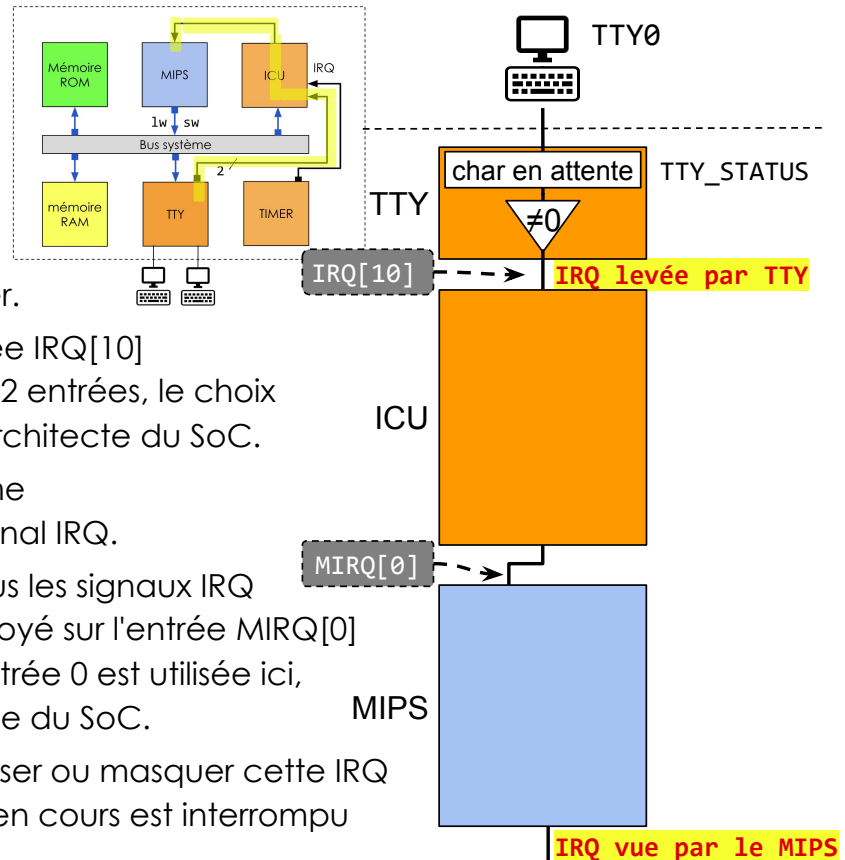 TTY0
Mémoire
ROM
MIPS
ICU
IRQ
lw
sw
Bus système
2
mémoire
RAM
TTY
TIMER
char en attente
TTY_STATUS
TTY
≠0
IRQ[10]
IRQ levée par TTY
r.
e IRQ[10]
2 entrées, le choix
rchitecte du SoC.
ICU
ne
nal IRQ.
MIRQ[0]
us les signaux IRQ
oyé sur l'entrée MIRQ[0]
trée 0 est utilisée ici,
e du SoC.
MIPS
ser ou masquer cette IRQ
en cours est interrompu
IRQ vue par le MIPS